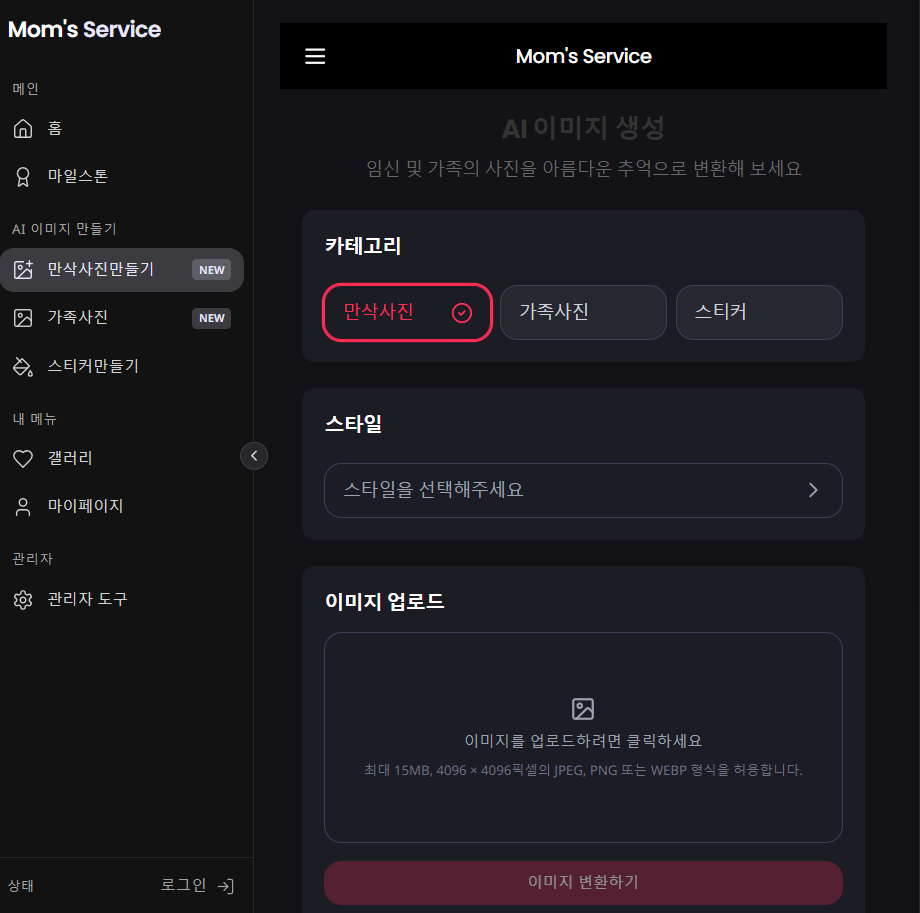 Mom's Service
메인
홈
마일스톤
AI 이미지 만들기
만삭사진만들기 NEW
가족사진 NEW
스티커만들기
내 메뉴
갤러리
마이페이지
관리자
관리자 도구
상태 로그인
Mom's Service
AI 이미지 생성
임신 및 가족의 사진을 아름다운 추억으로 변환해 보세요
카테고리
만삭사진 가족사진 스티커
스타일
스타일을 선택해주세요
이미지 업로드
이미지를 업로드하려면 클릭하세요
최대 15MB, 4096 × 4096픽셀의 JPEG, PNG 또는 WEBP 형식을 허용합니다.
이미지 변환하기